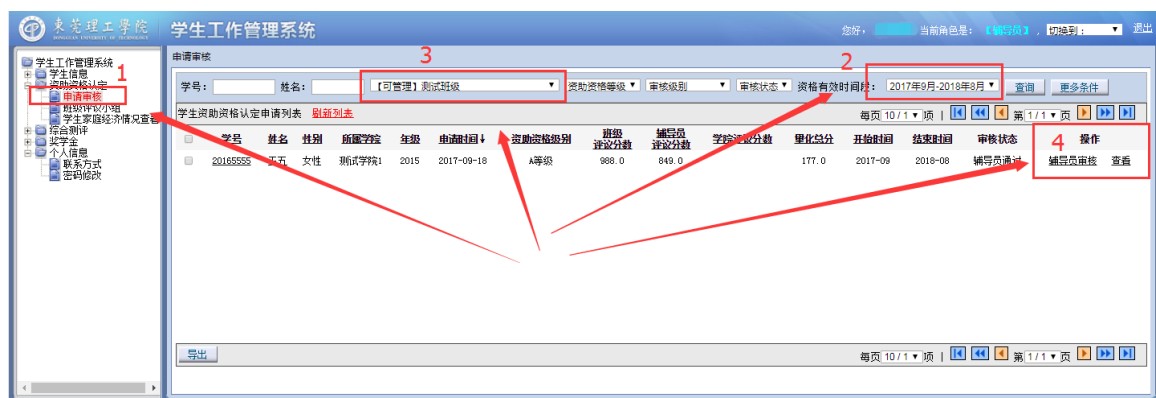 東莞理工學院 学生工作管理系统 您好， 当前角色是：【辅导员】，切换到： 退出
DONGGUAN UNIVERSITY OF TECHNOLOGY
学生工作管理系统
学生信息
资助资格认定
申请审核
班级评议小组
学生家庭经济情况查看
综合测评
奖学金
个人信息
联系方式
密码修改
1
申请审核
3
2
学号： 姓名： 【可管理】测试班级 资助资格等级 审核级别 审核状态 资格有效时间段： 2017年9月-2018年8月 查询 更多条件
学生资助资格认定申请列表 刷新列表 每页 10/1 项 | 第 1/1 页
学号 姓名 性别 所属学院 年级 申请时间↓ 资助资格级别 班级评议分数 辅导员评议分数 学院评议分数 量化总分 开始时间 结束时间 审核状态 操作
4
20165555 王五 女性 测试学院1 2015 2017-09-18 A等级 988.0 849.0 177.0 2017-09 2018-08 辅导员通过 辅导员审核 查看
导出 每页 10/1 项 | 第 1/1 页